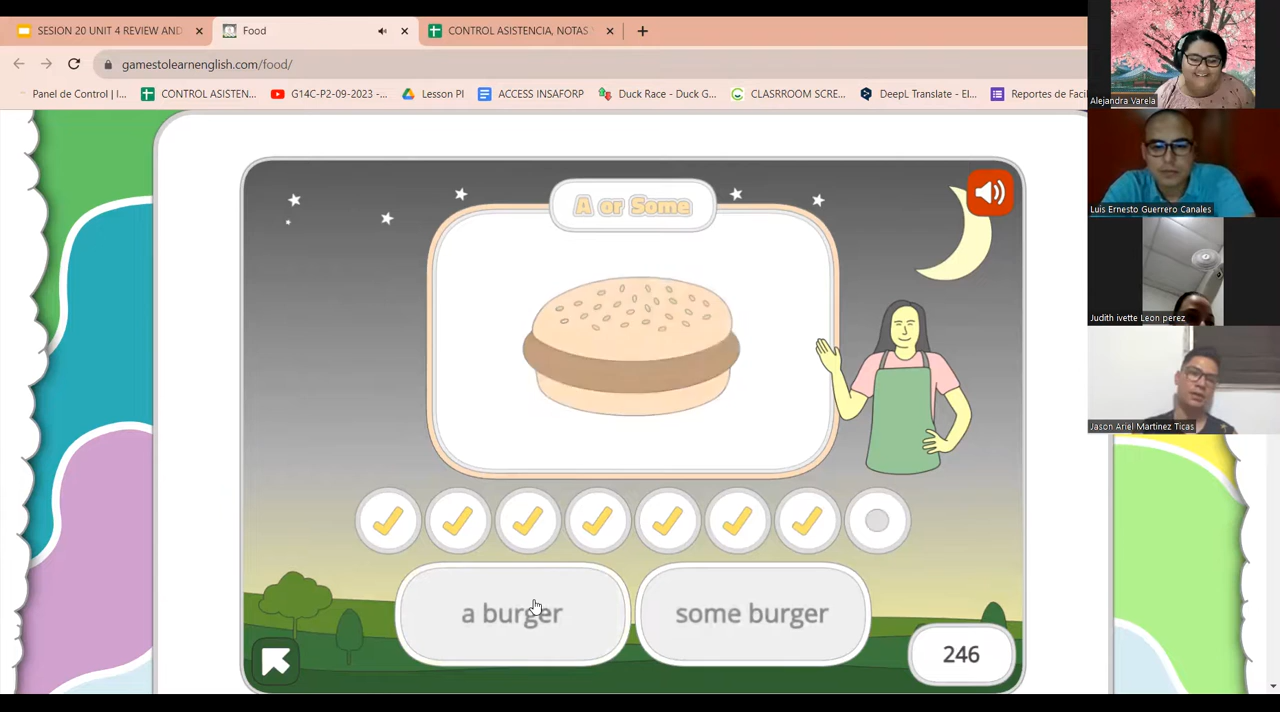 SESION 20 UNIT 4 REVIEW AND
Food
CONTROL ASISTENCIA, NOTAS
gamestolearnenglish.com/food/
Panel de Control | I...
CONTROL ASISTEN...
G14C-P2-09-2023 -...
Lesson Pl
ACCESS INSAFORP
Duck Race - Duck G...
CLASRROOM SCRE...
DeepL Translate - El...
Reportes de Facil
A or Some
a burger
some burger
246
Alejandra Varela
Luis Ernesto Guerrero Canales
Judith ivette Leon perez
Jason Ariel Martinez Ticas